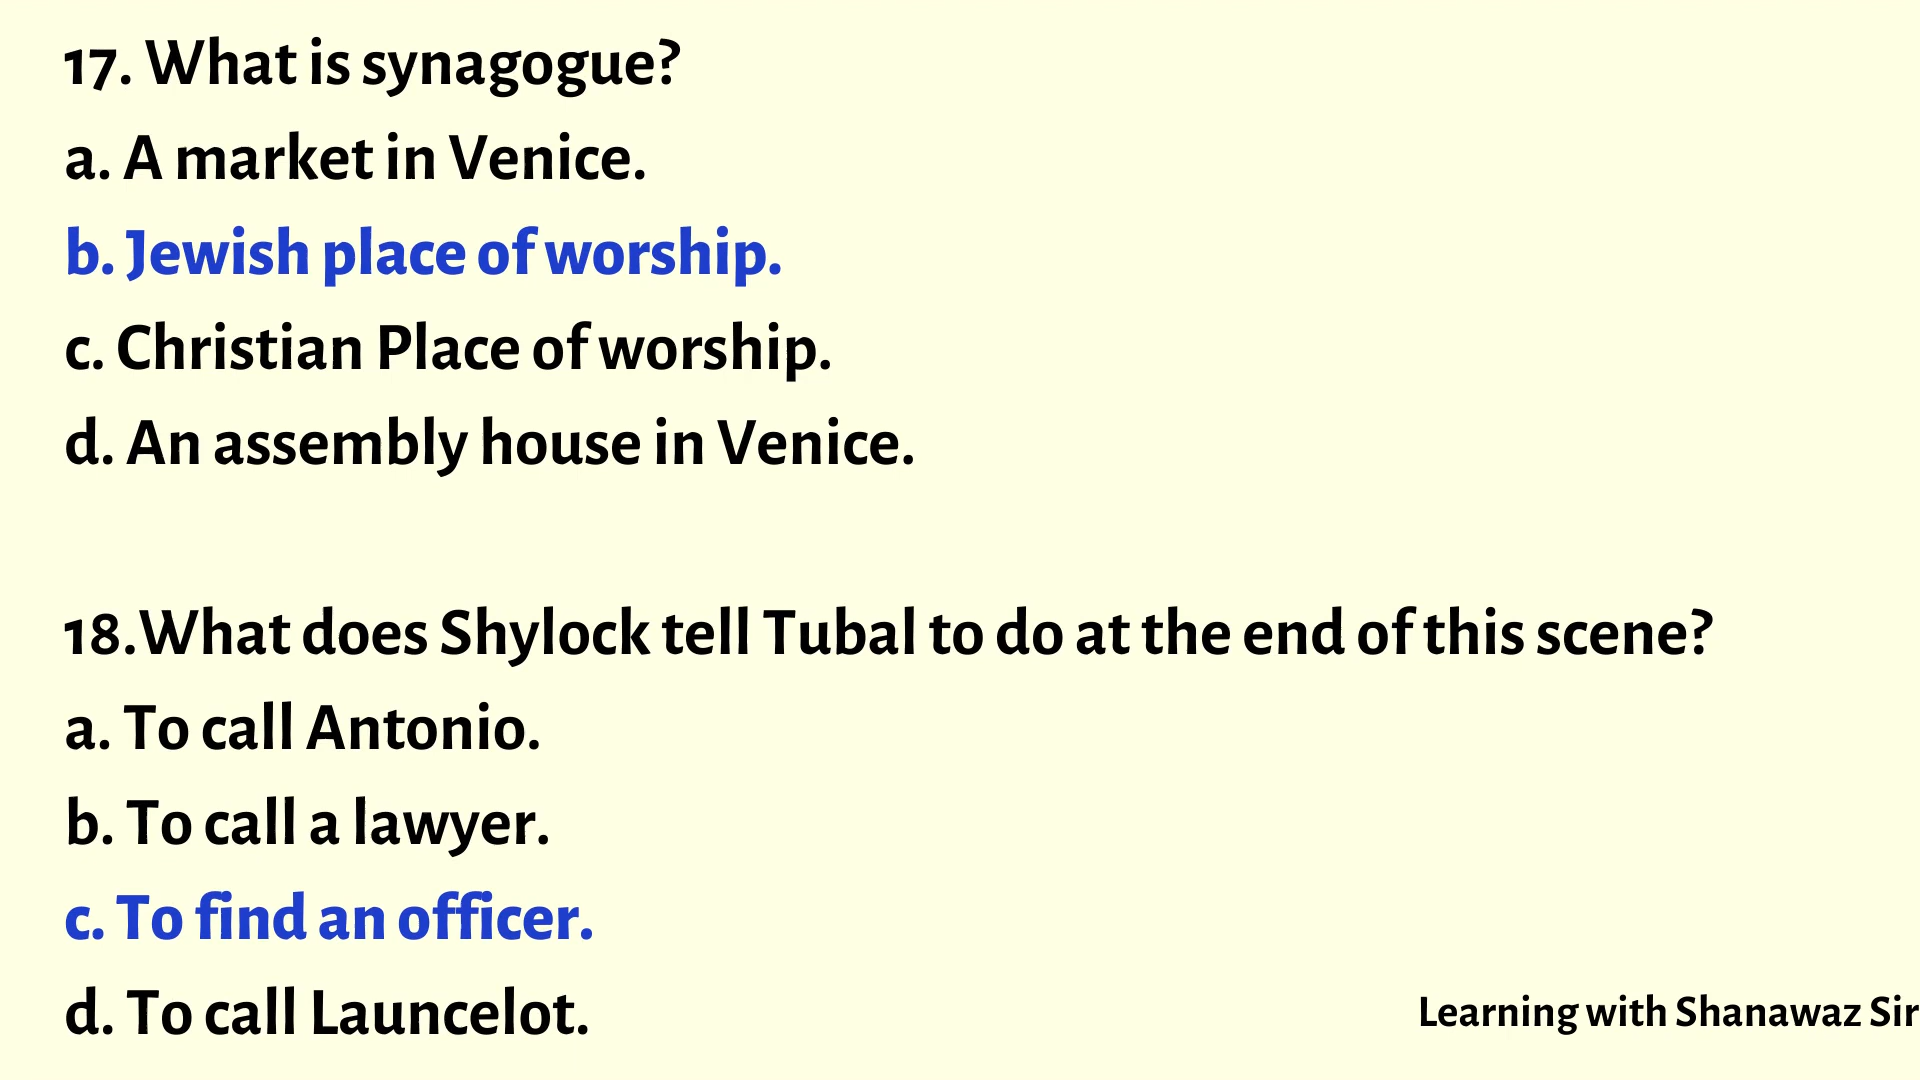 17. What is synagogue?
a. A market in Venice.
b. Jewish place of worship.
c. Christian Place of worship.
d. An assembly house in Venice.
18.What does Shylock tell Tubal to do at the end of this scene?
a. To call Antonio.
b. To call a lawyer.
c. To find an officer.
d. To call Launcelot.
Learning with Shanawaz Sir